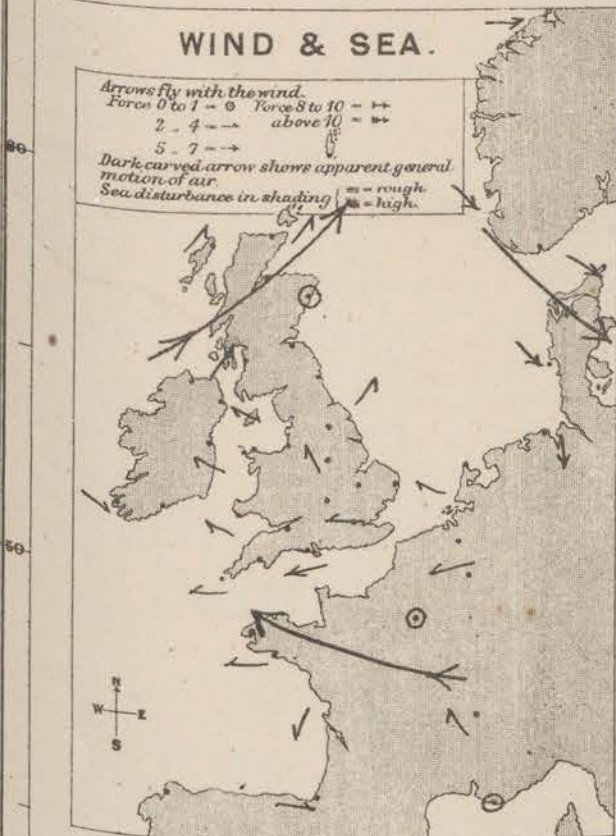 WIND & SEA.
Arrows fly with the wind.
Force 0 to 1 = ⊙ Force 8 to 10 =
2 „ 4 = → above 10 =
5 „ 7 = →
Dark curved arrow shows apparent general
motion of air.
Sea disturbance in shading = rough
= high.
50
N
W E
S